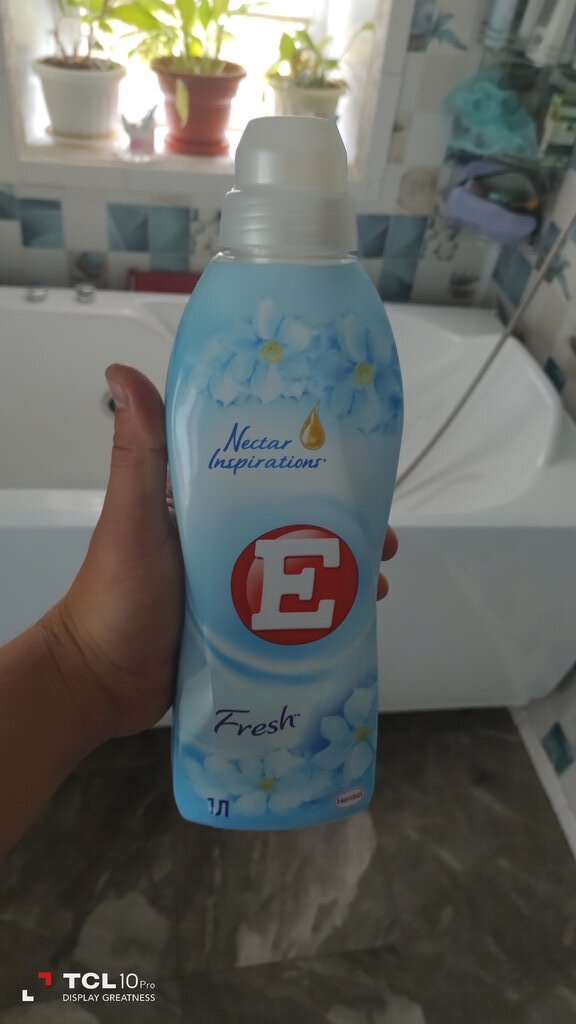 Nectar
Inspirations
E
Fresh
1Л
Henkel
TCL 10 Pro
DISPLAY GREATNESS